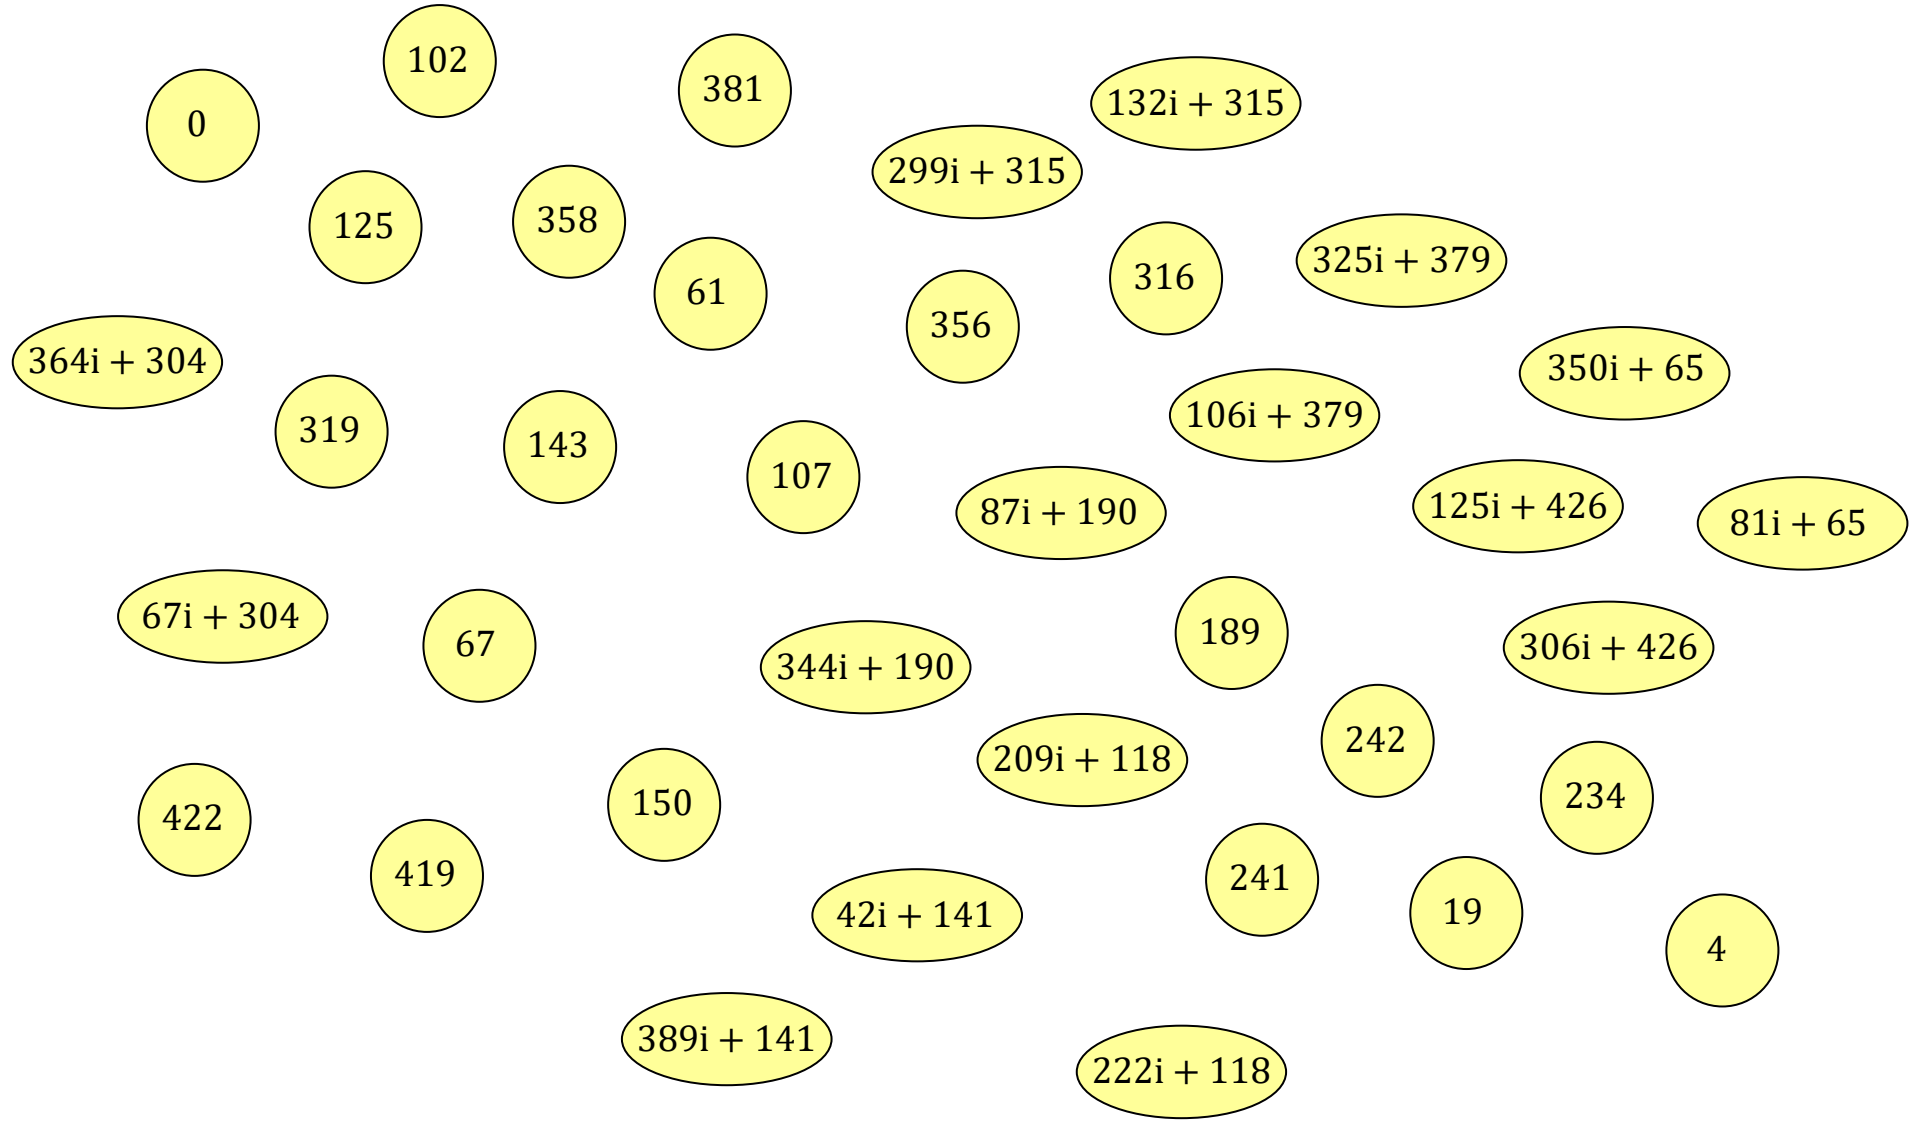 102
381
0
132i + 315
299i + 315
125
358
325i + 379
316
61
356
364i + 304
350i + 65
106i + 379
319
143
107
125i + 426
87i + 190
81i + 65
67i + 304
189
67
306i + 426
344i + 190
242
209i + 118
234
150
422
419
241
19
42i + 141
4
389i + 141
222i + 118